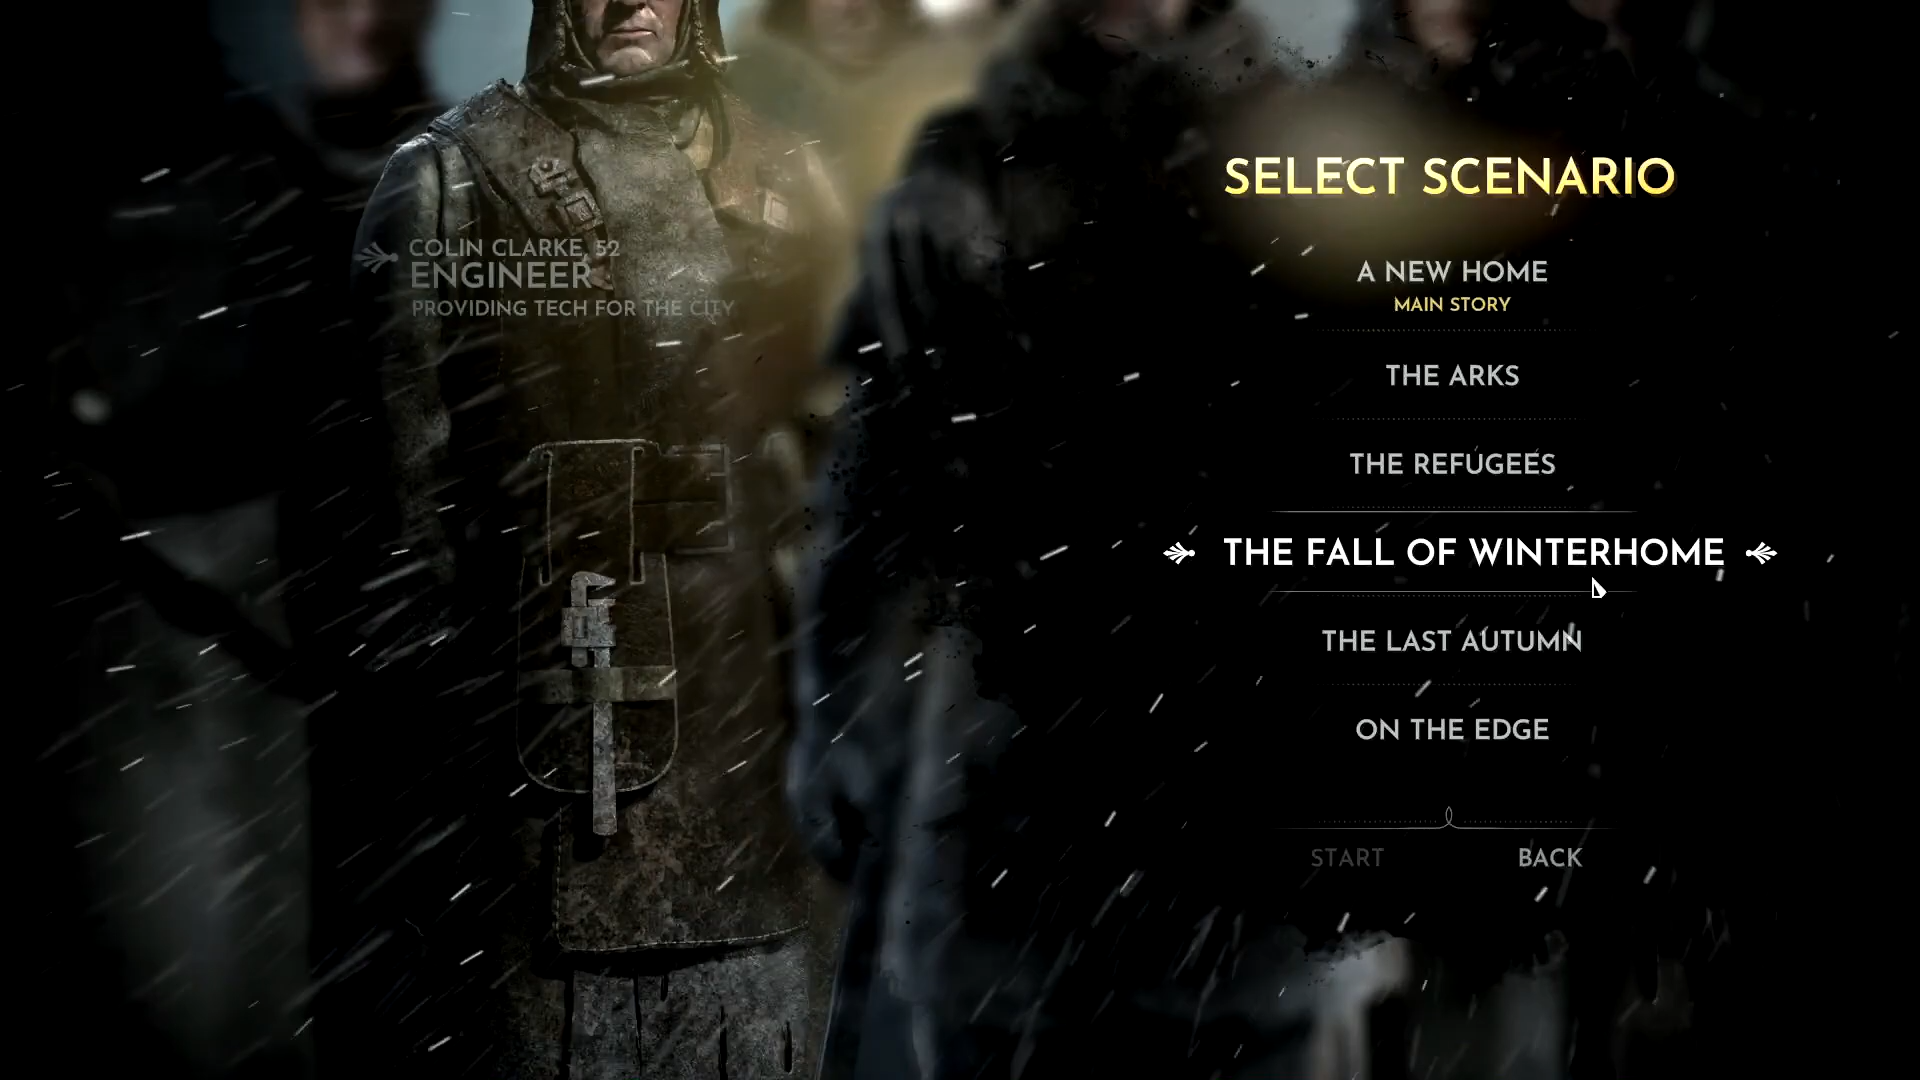 COLIN CLARKE, 52
ENGINEER
PROVIDING TECH FOR THE CITY
SELECT SCENARIO
A NEW HOME
MAIN STORY
THE ARKS
THE REFUGEES
THE FALL OF WINTERHOME
THE LAST AUTUMN
ON THE EDGE
START
BACK